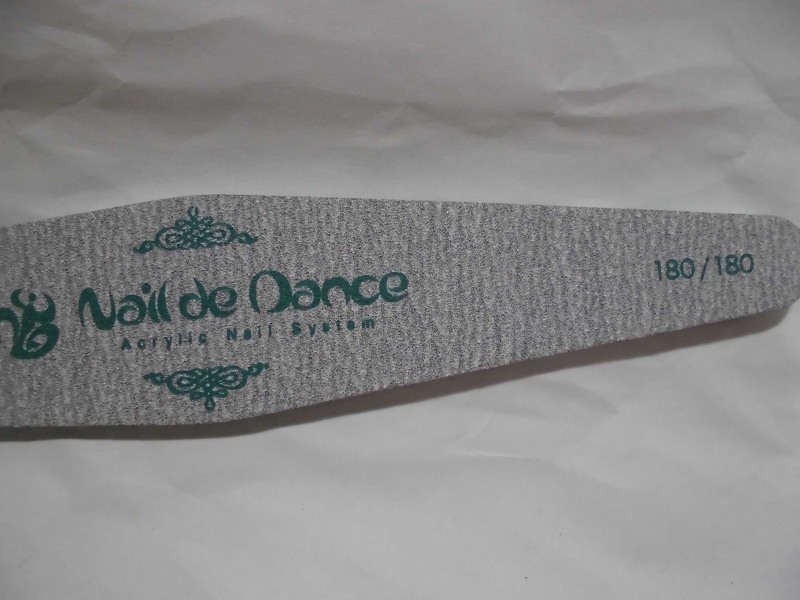 Nail de Dance
Acrylic Nail System
180/180